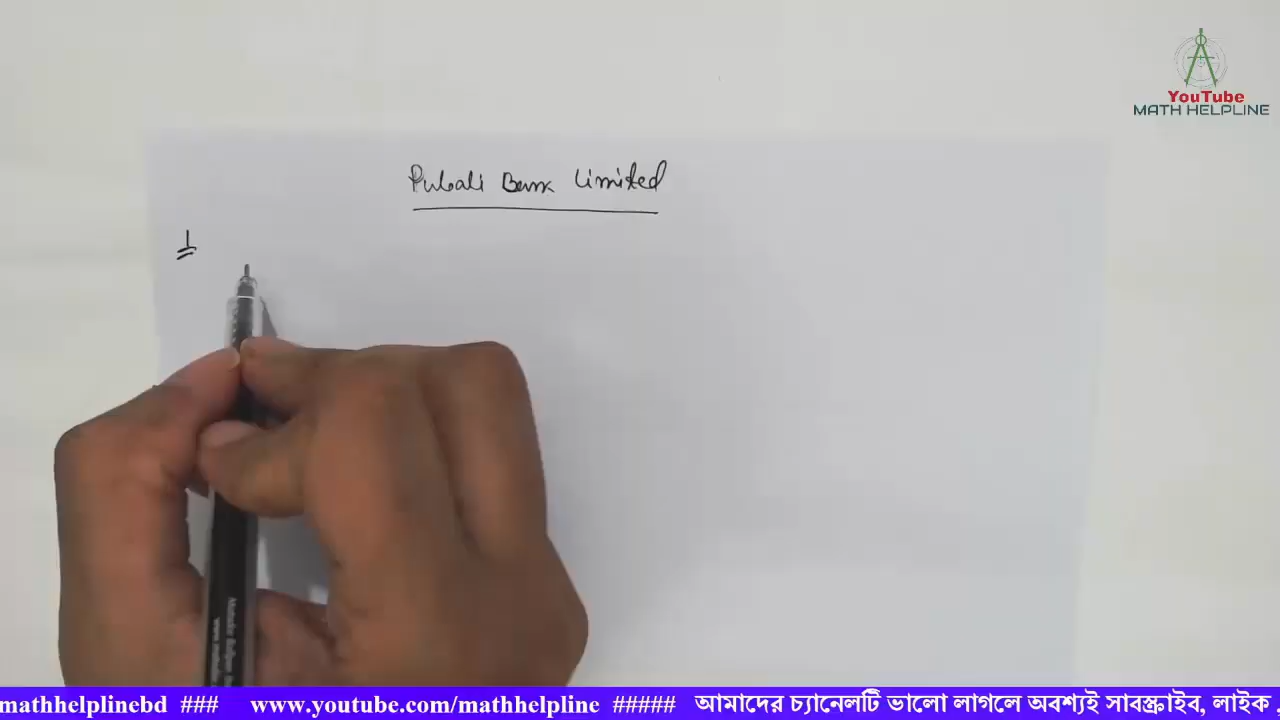 YouTube
MATH HELPLINE
Pubali Bank Limited
1
mathhelplinebd ### www.youtube.com/mathhelpline ##### আমাদের চ্যানেলটি ভালো লাগলে অবশ্যই সাবস্ক্রাইব, লাইক